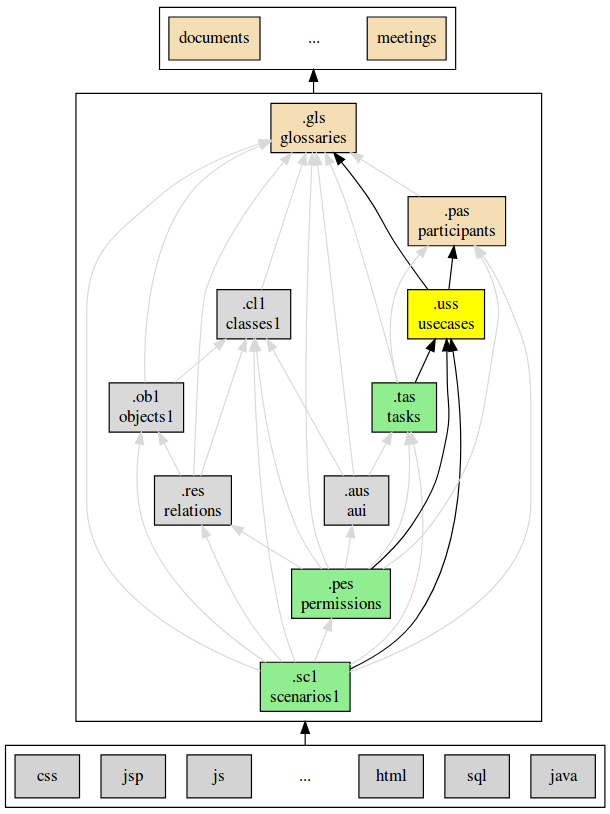 documents
...
meetings
.gls
glossaries
.pas
participants
.cl1
classes1
.uss
usecases
.ob1
objects1
.tas
tasks
.res
relations
.aus
aui
.pes
permissions
.sc1
scenarios1
css
jsp
js
...
html
sql
java